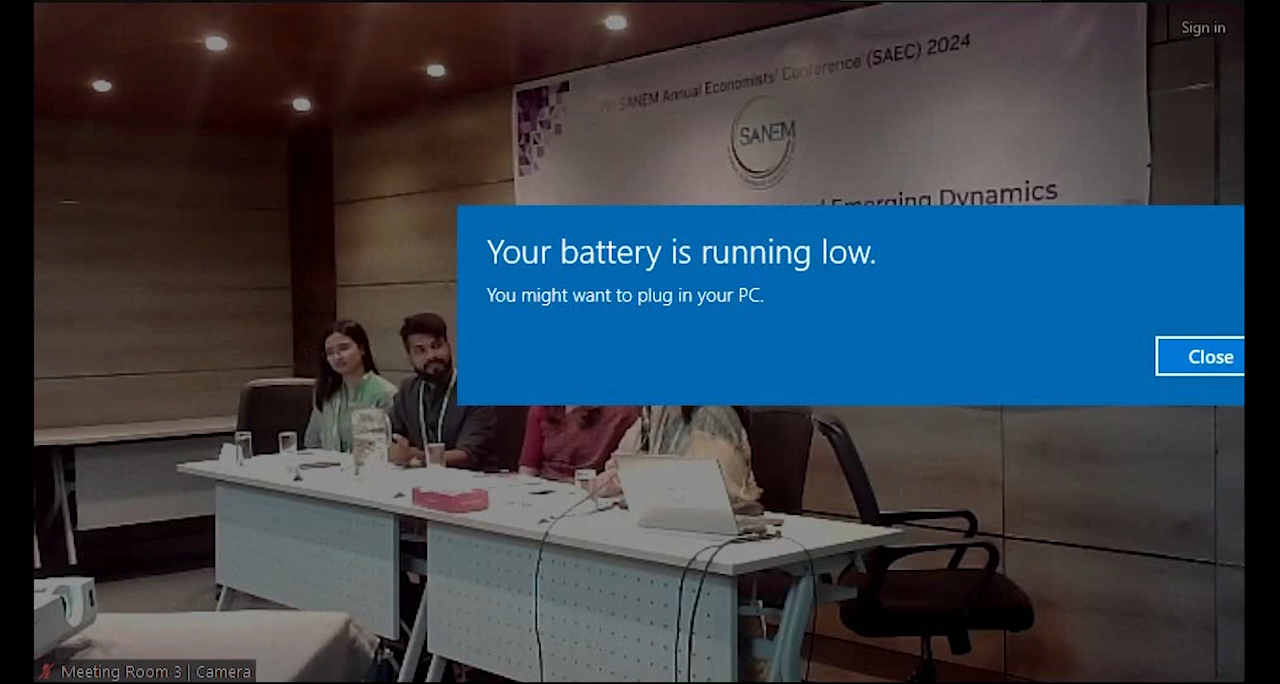 Sign in
SANEM Annual Economists' Conference (SAEC) 2024
SANEM
Emerging Dynamics
Your battery is running low.
You might want to plug in your PC.
Close
Meeting Room 3 | Camera